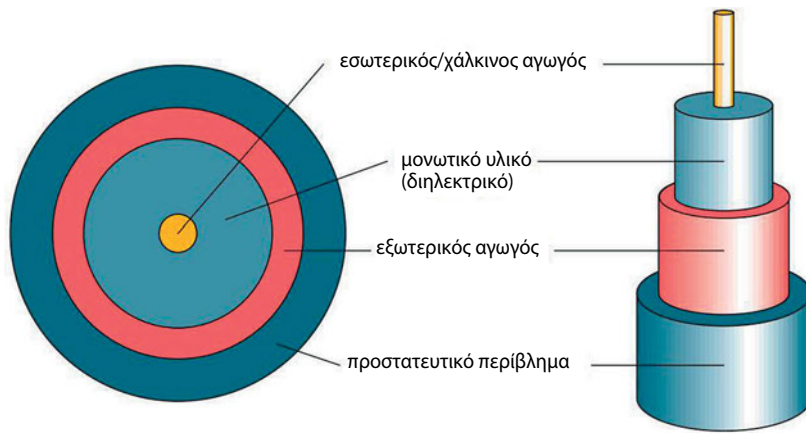 εσωτερικός/χάλκινος αγωγός
μονωτικό υλικό
(διηλεκτρικό)
εξωτερικός αγωγός
προστατευτικό περίβλημα